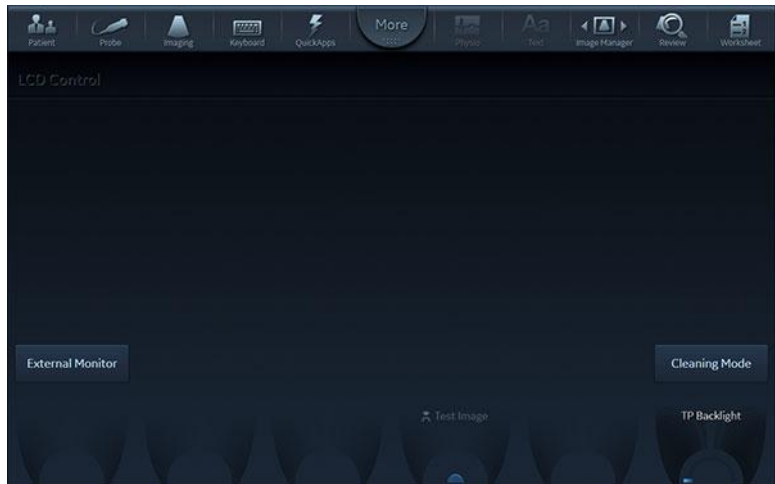 Patient
Probe
Imaging
Keyboard
QuickApps
More
Physio
Aa
Text
Image Manager
Review
Worksheet
LCD Control
External Monitor
Cleaning Mode
Test Image
TP Backlight